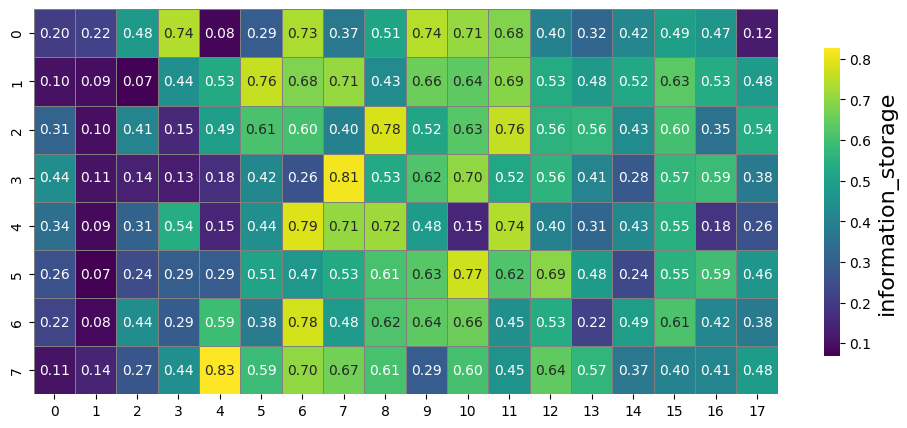 0 0.20 0.22 0.48 0.74 0.08 0.29 0.73 0.37 0.51 0.74 0.71 0.68 0.40 0.32 0.42 0.49 0.47 0.12
1 0.10 0.09 0.07 0.44 0.53 0.76 0.68 0.71 0.43 0.66 0.64 0.69 0.53 0.48 0.52 0.63 0.53 0.48
2 0.31 0.10 0.41 0.15 0.49 0.61 0.60 0.40 0.78 0.52 0.63 0.76 0.56 0.56 0.43 0.60 0.35 0.54
3 0.44 0.11 0.14 0.13 0.18 0.42 0.26 0.81 0.53 0.62 0.70 0.52 0.56 0.41 0.28 0.57 0.59 0.38
4 0.34 0.09 0.31 0.54 0.15 0.44 0.79 0.71 0.72 0.48 0.15 0.74 0.40 0.31 0.43 0.55 0.18 0.26
5 0.26 0.07 0.24 0.29 0.29 0.51 0.47 0.53 0.61 0.63 0.77 0.62 0.69 0.48 0.24 0.55 0.59 0.46
6 0.22 0.08 0.44 0.29 0.59 0.38 0.78 0.48 0.62 0.64 0.66 0.45 0.53 0.22 0.49 0.61 0.42 0.38
7 0.11 0.14 0.27 0.44 0.83 0.59 0.70 0.67 0.61 0.29 0.60 0.45 0.64 0.57 0.37 0.40 0.41 0.48
0 1 2 3 4 5 6 7 8 9 10 11 12 13 14 15 16 17
0.8
0.7
0.6
0.5
0.4
0.3
0.2
0.1
information_storage